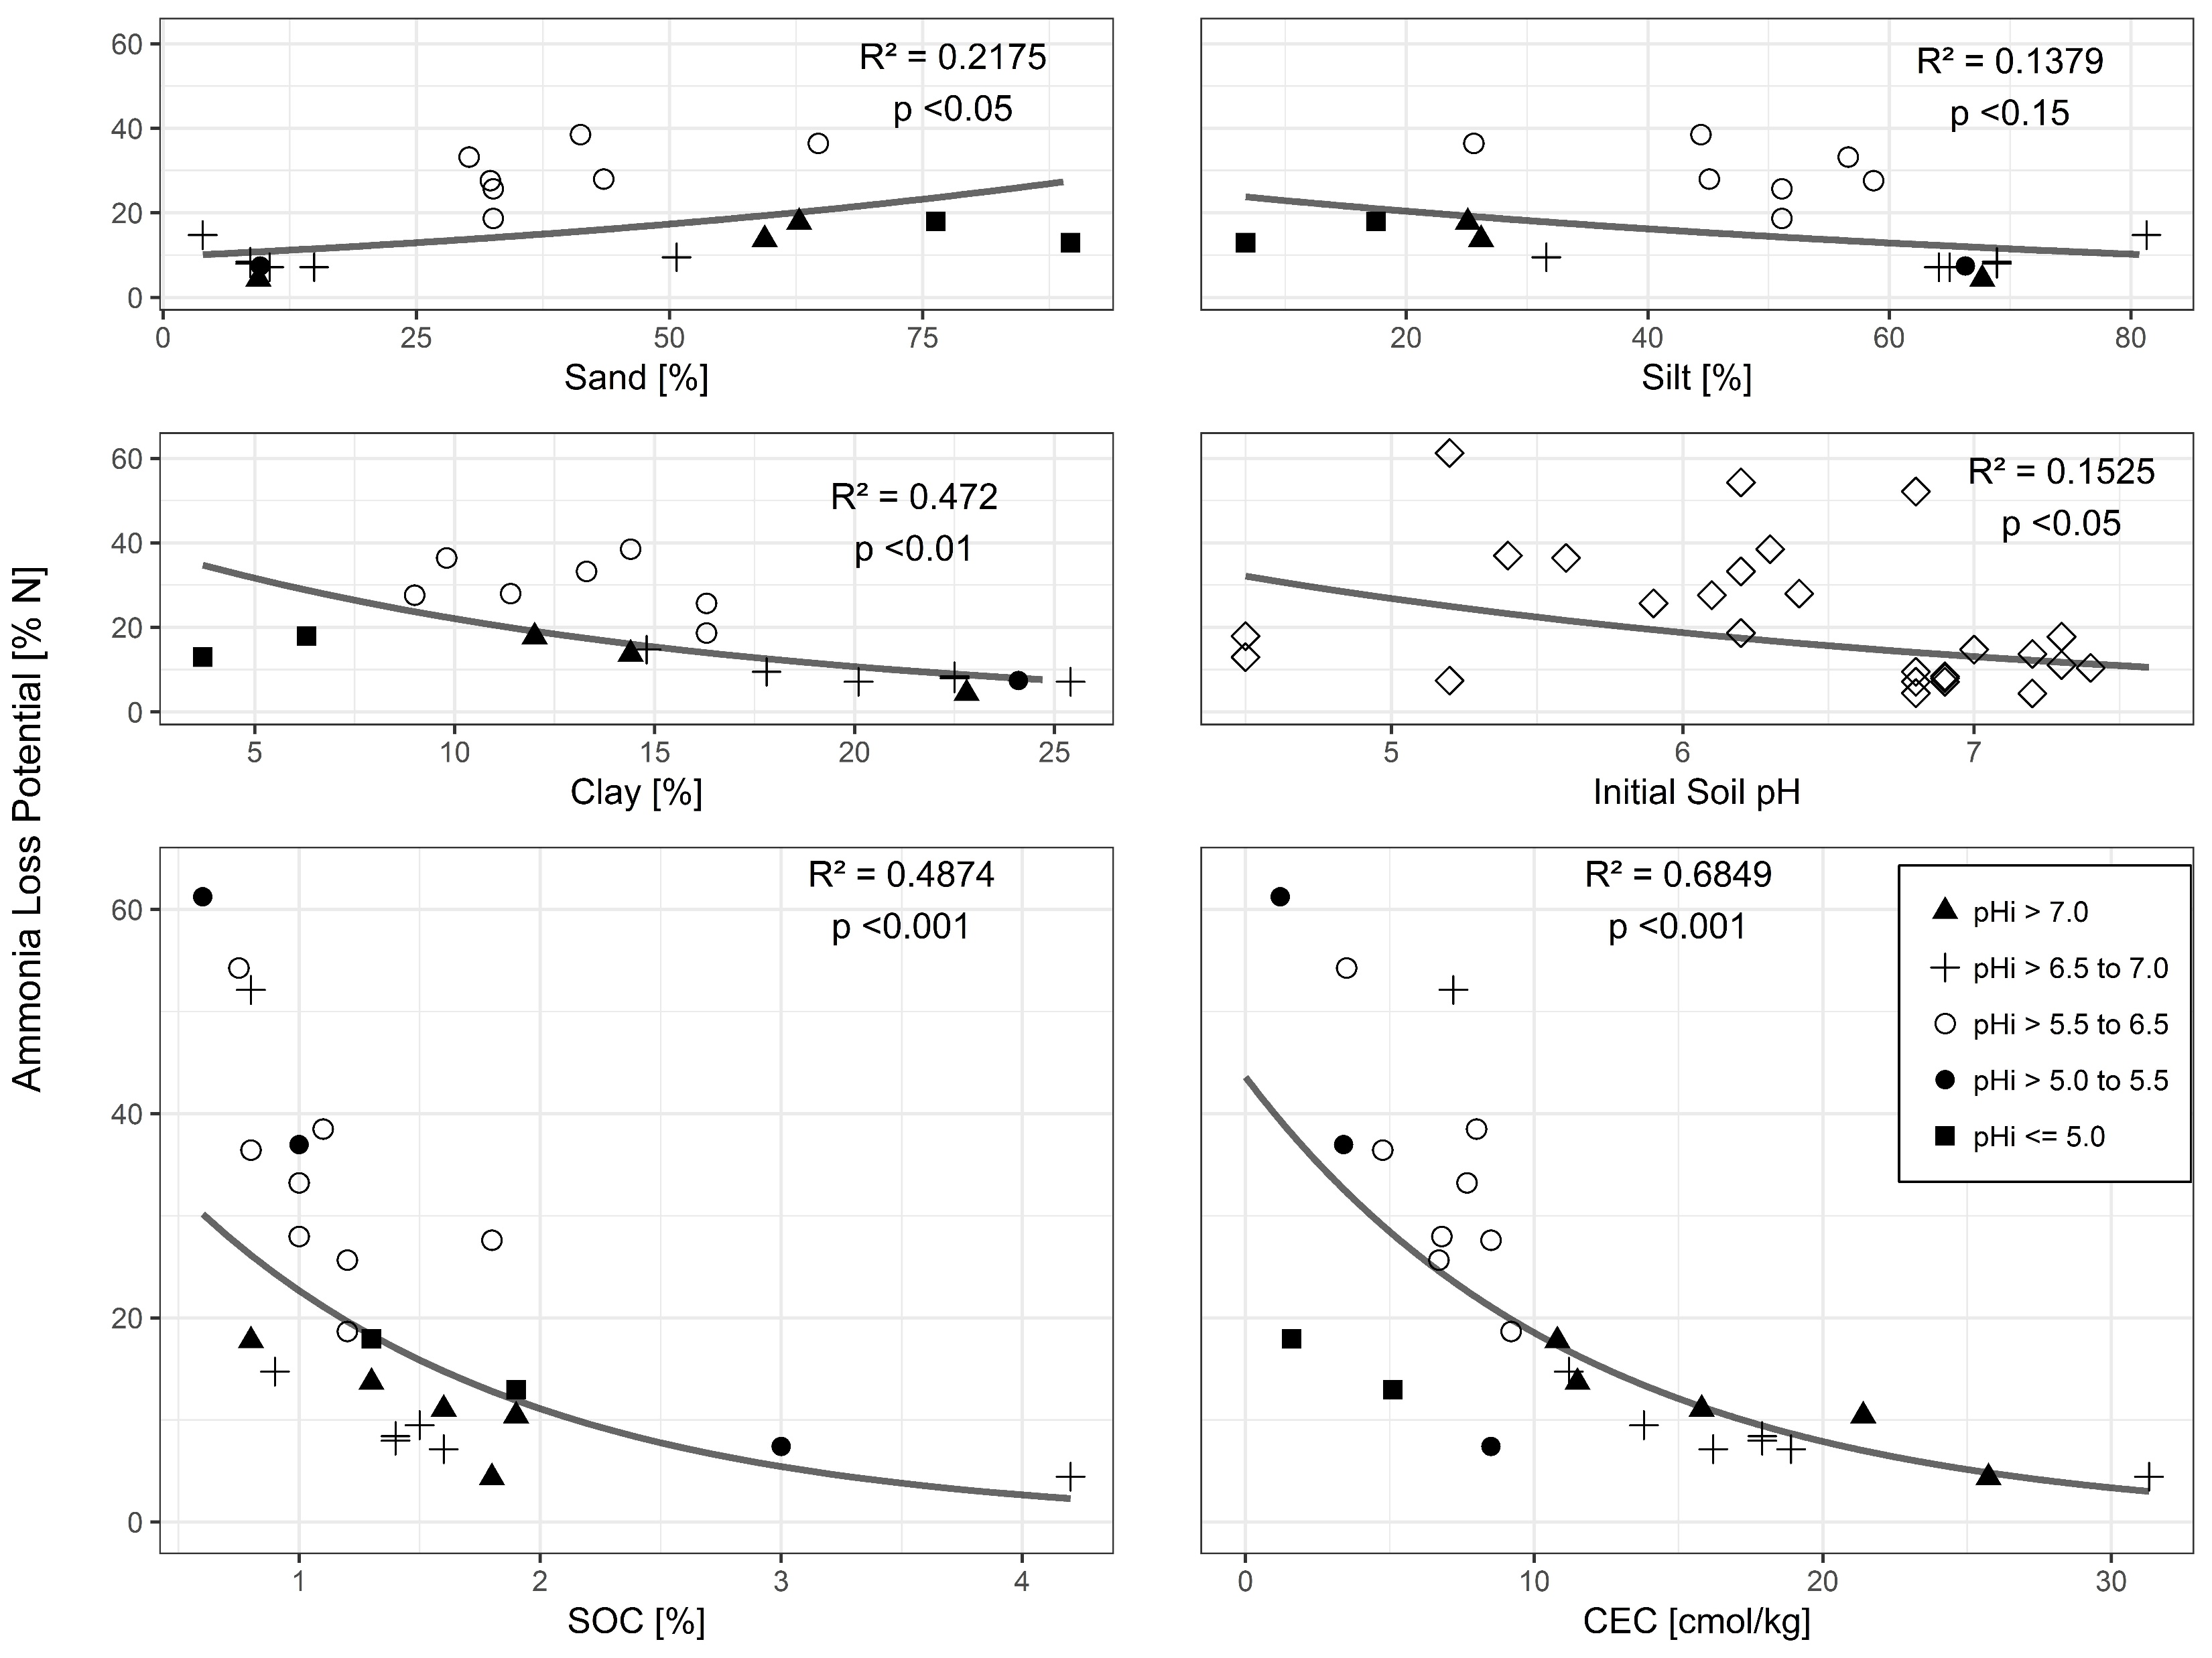 Ammonia Loss Potential [% N]
60
40
20
0
R² = 0.2175
p <0.05
0 25 50 75
Sand [%]
R² = 0.1379
p <0.15
20 40 60 80
Silt [%]
60
40
20
0
R² = 0.472
p <0.01
5 10 15 20 25
Clay [%]
R² = 0.1525
p <0.05
5 6 7
Initial Soil pH
60
40
20
0
R² = 0.4874
p <0.001
1 2 3 4
SOC [%]
R² = 0.6849
p <0.001
pHi > 7.0
pHi > 6.5 to 7.0
pHi > 5.5 to 6.5
pHi > 5.0 to 5.5
pHi <= 5.0
0 10 20 30
CEC [cmol/kg]